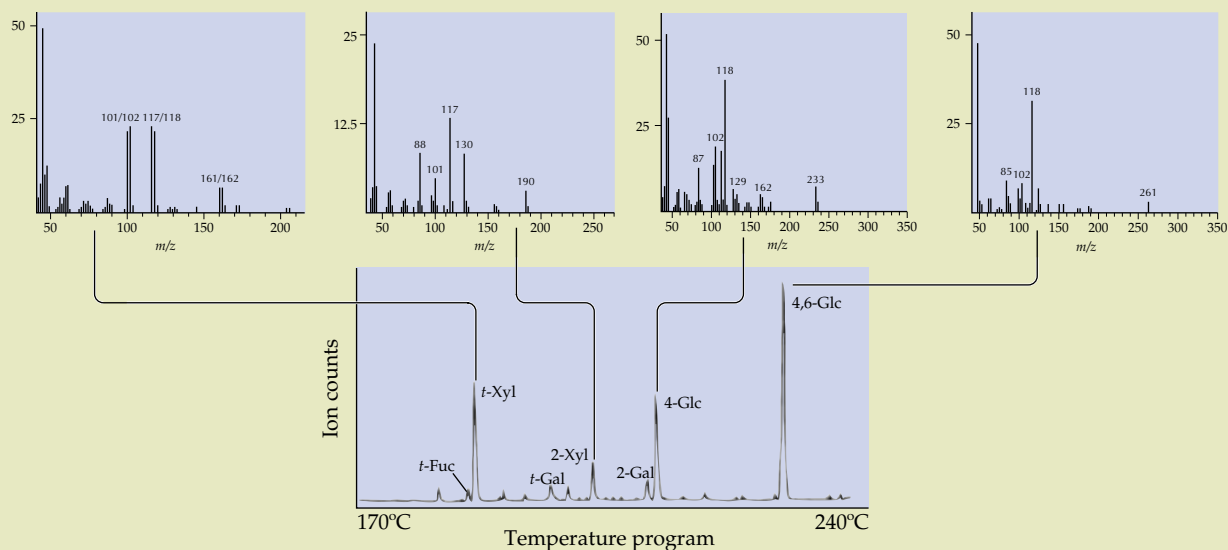 50
25
101/102 117/118
161/162
50 100 150 200
m/z
25
12.5
88
101
117
130
190
50 100 150 200 250
m/z
50
25
87
102
118
129
162
233
50 100 150 200 250 300 350
m/z
50
25
85
102
118
261
50 100 150 200 250 300 350
m/z
Ion counts
t-Fuc
t-Xyl
t-Gal
2-Xyl
2-Gal
4-Glc
4,6-Glc
170ºC
240ºC
Temperature program